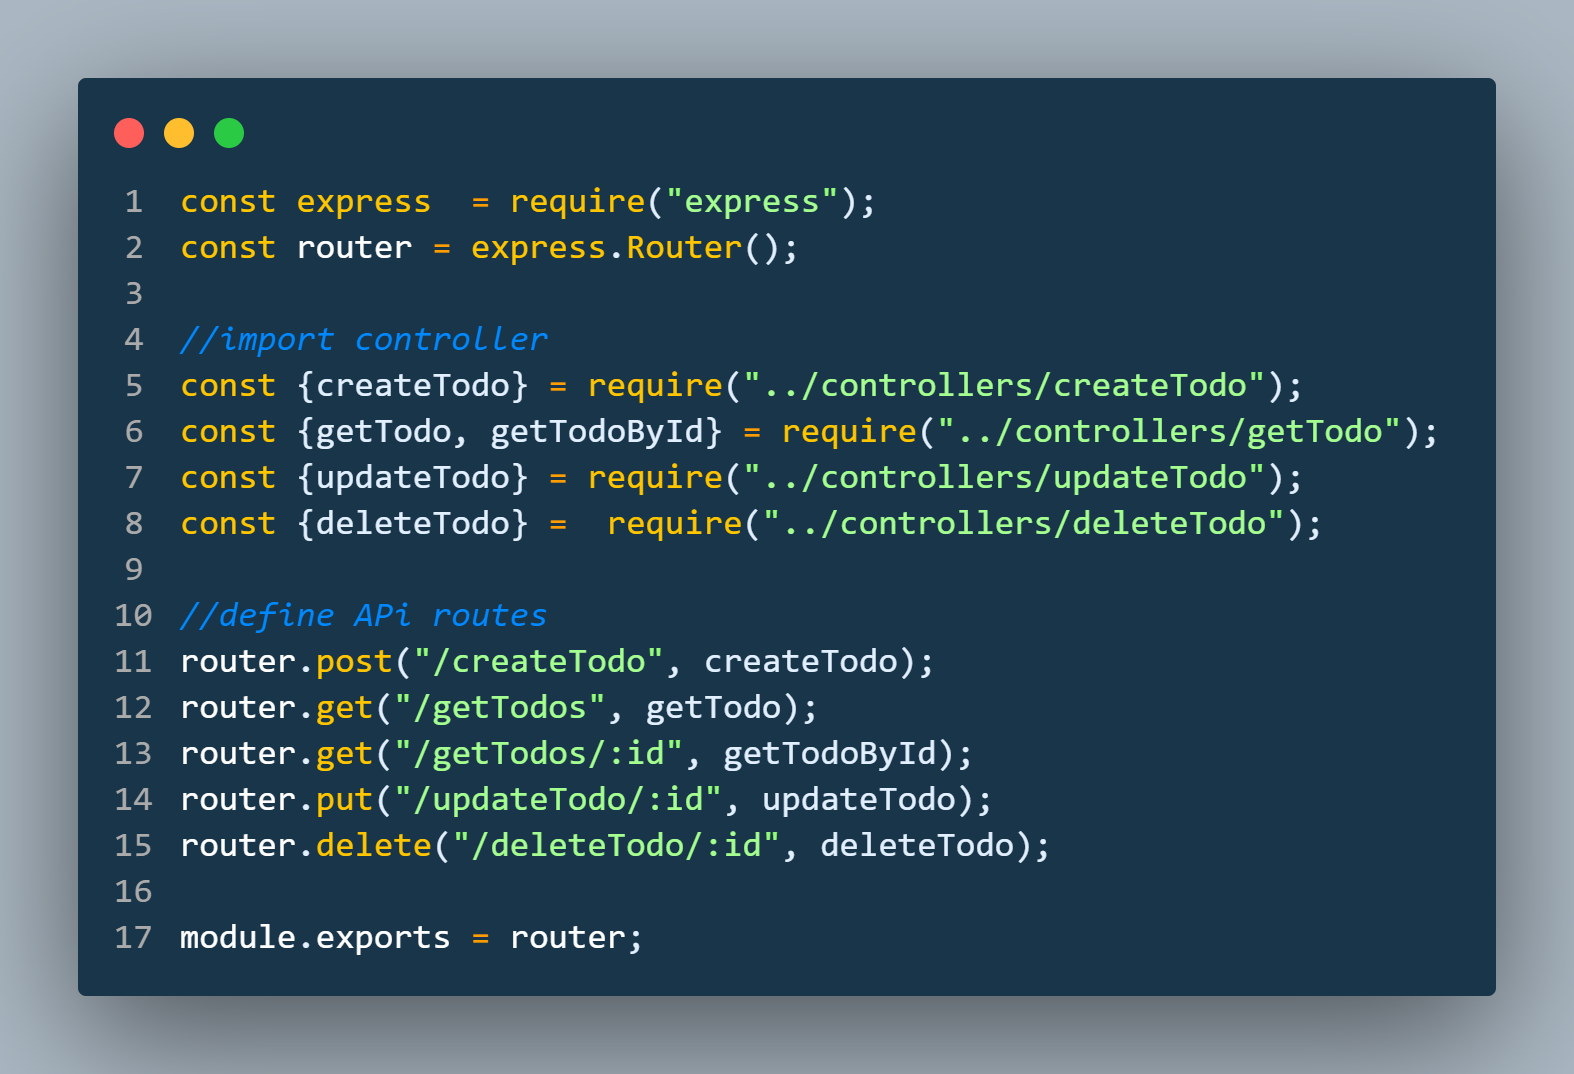 1 const express  = require("express");
2 const router = express.Router();
3
4 //import controller
5 const {createTodo} = require("../controllers/createTodo");
6 const {getTodo, getTodoById} = require("../controllers/getTodo");
7 const {updateTodo} = require("../controllers/updateTodo");
8 const {deleteTodo} =  require("../controllers/deleteTodo");
9
10 //define APi routes
11 router.post("/createTodo", createTodo);
12 router.get("/getTodos", getTodo);
13 router.get("/getTodos/:id", getTodoById);
14 router.put("/updateTodo/:id", updateTodo);
15 router.delete("/deleteTodo/:id", deleteTodo);
16
17 module.exports = router;